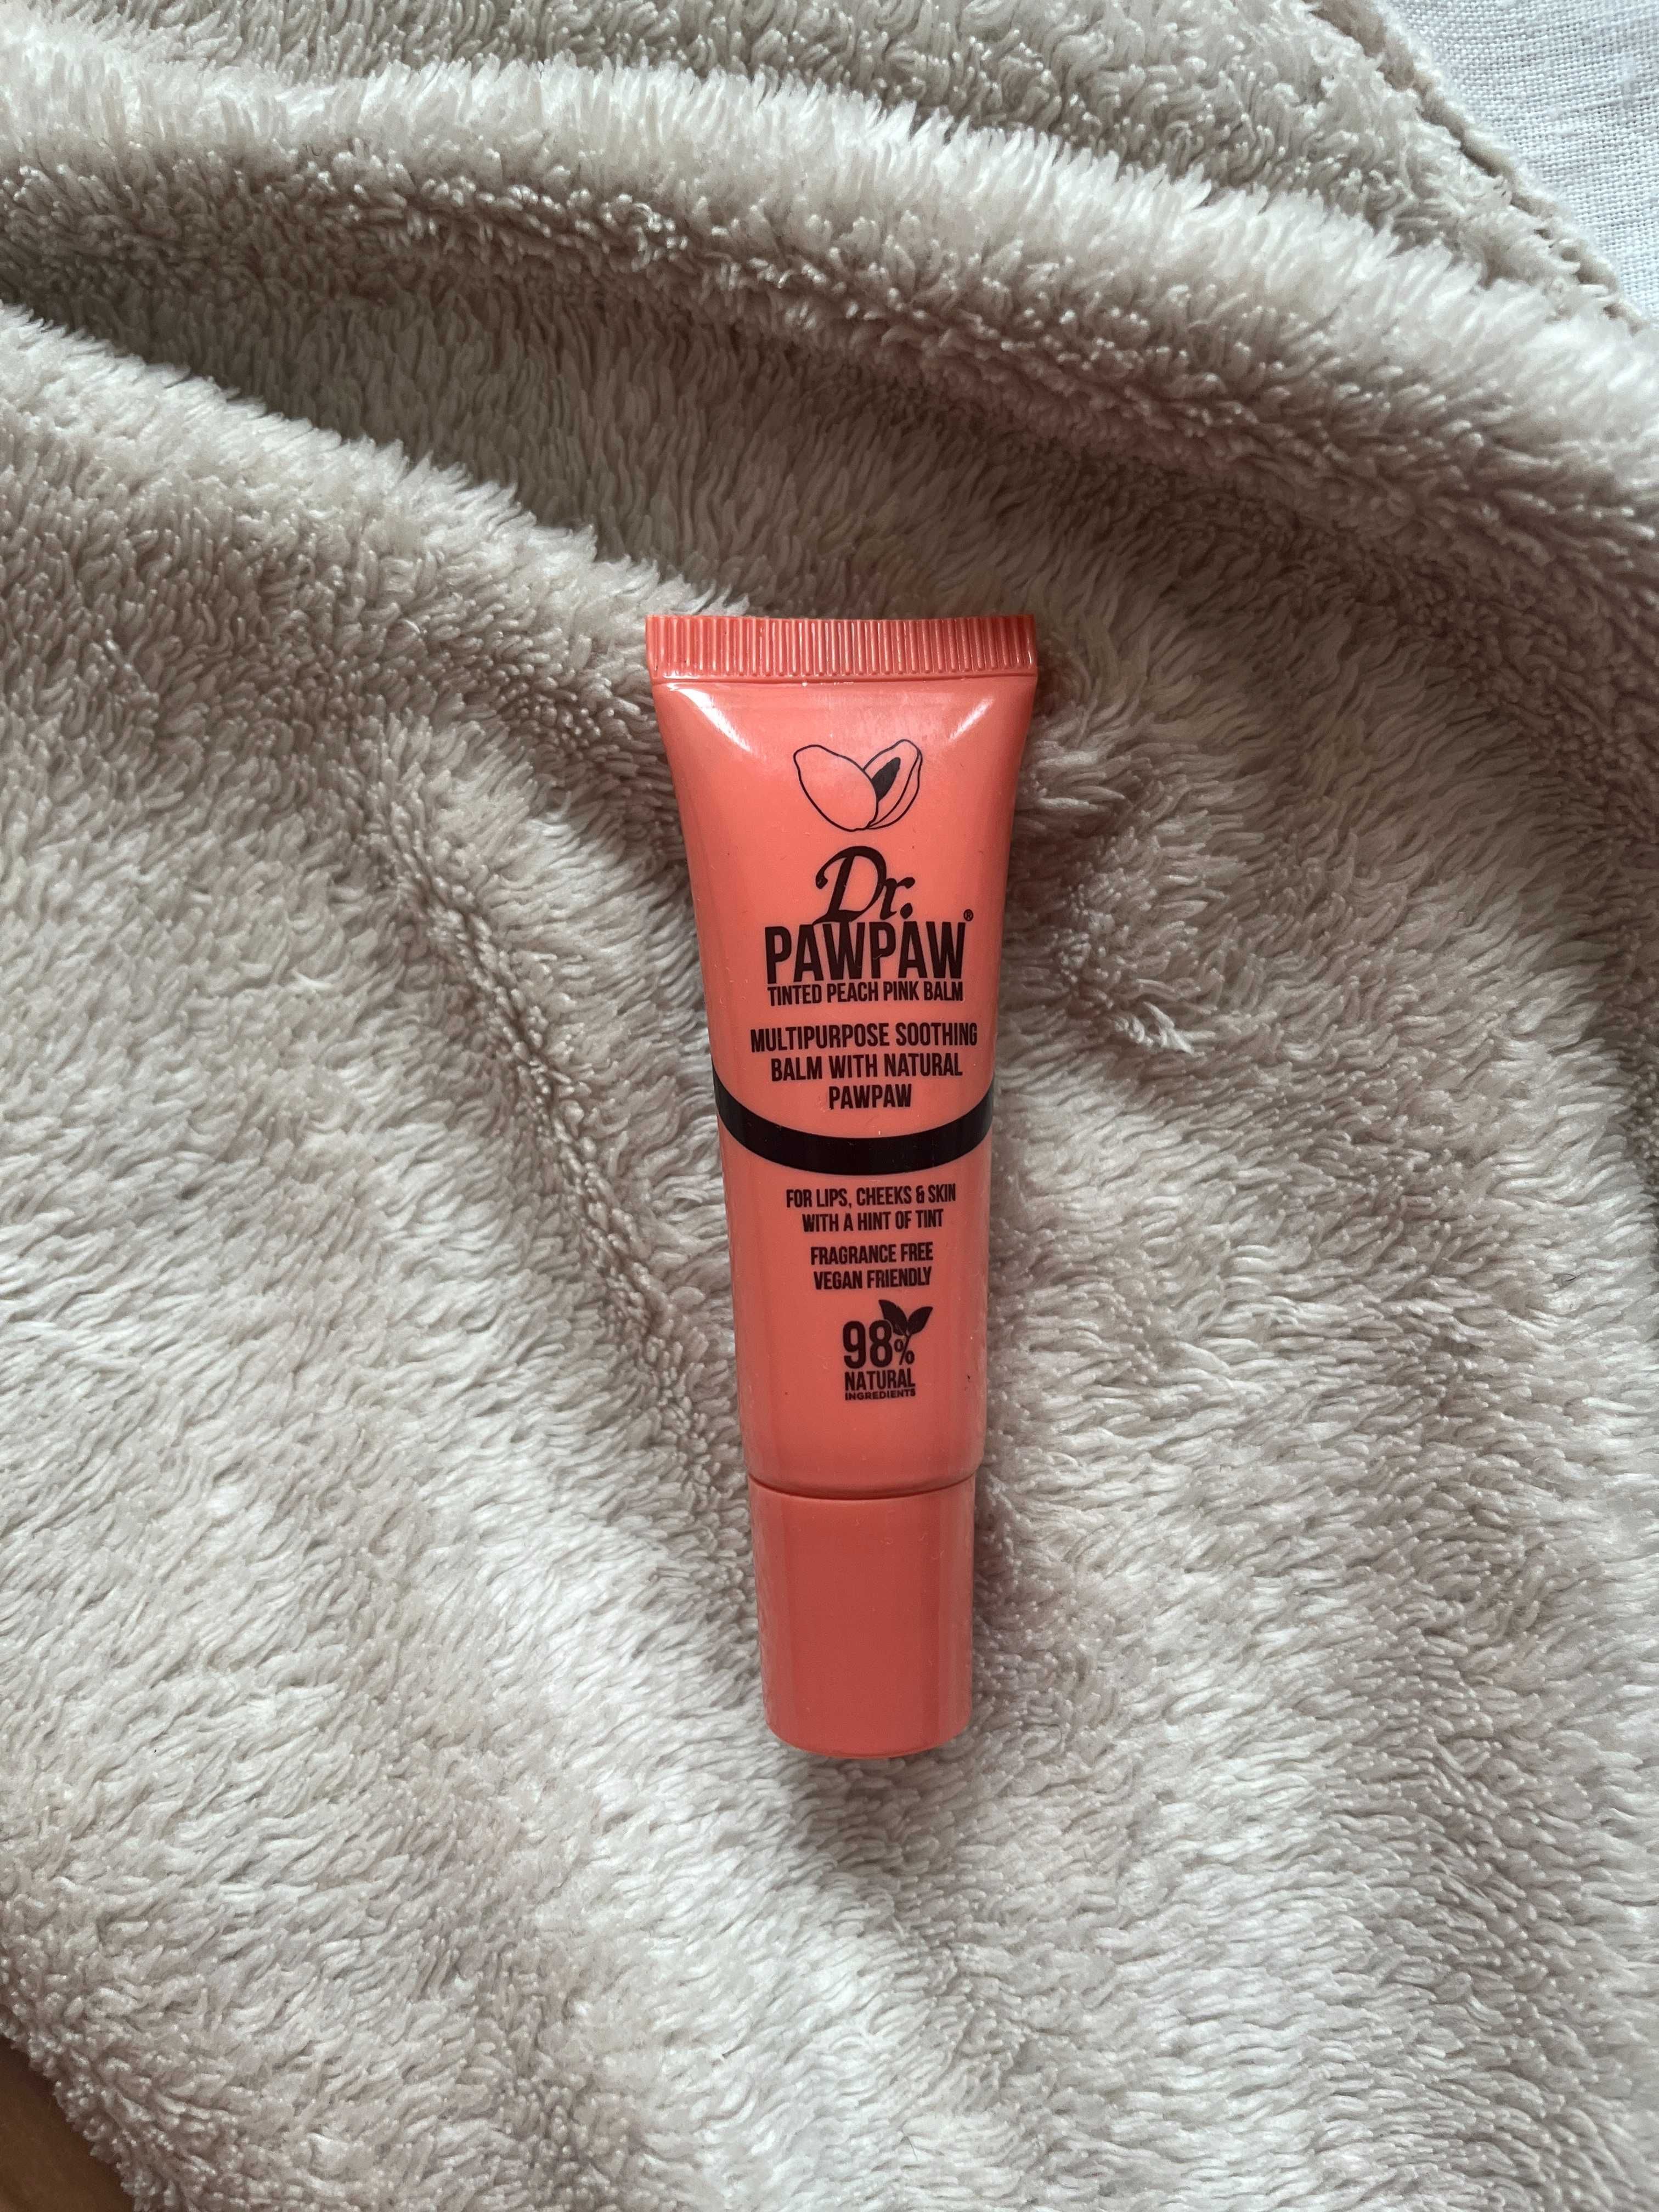 Dr.
PAWPAW®
TINTED PEACH PINK BALM
MULTIPURPOSE SOOTHING
BALM WITH NATURAL
PAWPAW
FOR LIPS, CHEEKS & SKIN
WITH A HINT OF TINT
FRAGRANCE FREE
VEGAN FRIENDLY
98%
NATURAL
INGREDIENTS